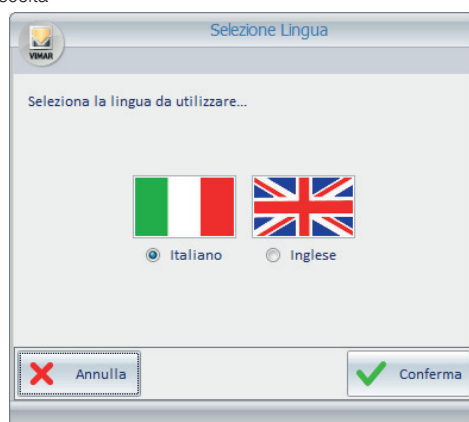 Selezione Lingua
VIMAR
Seleziona la lingua da utilizzare...
Italiano
Inglese
Annulla
Conferma